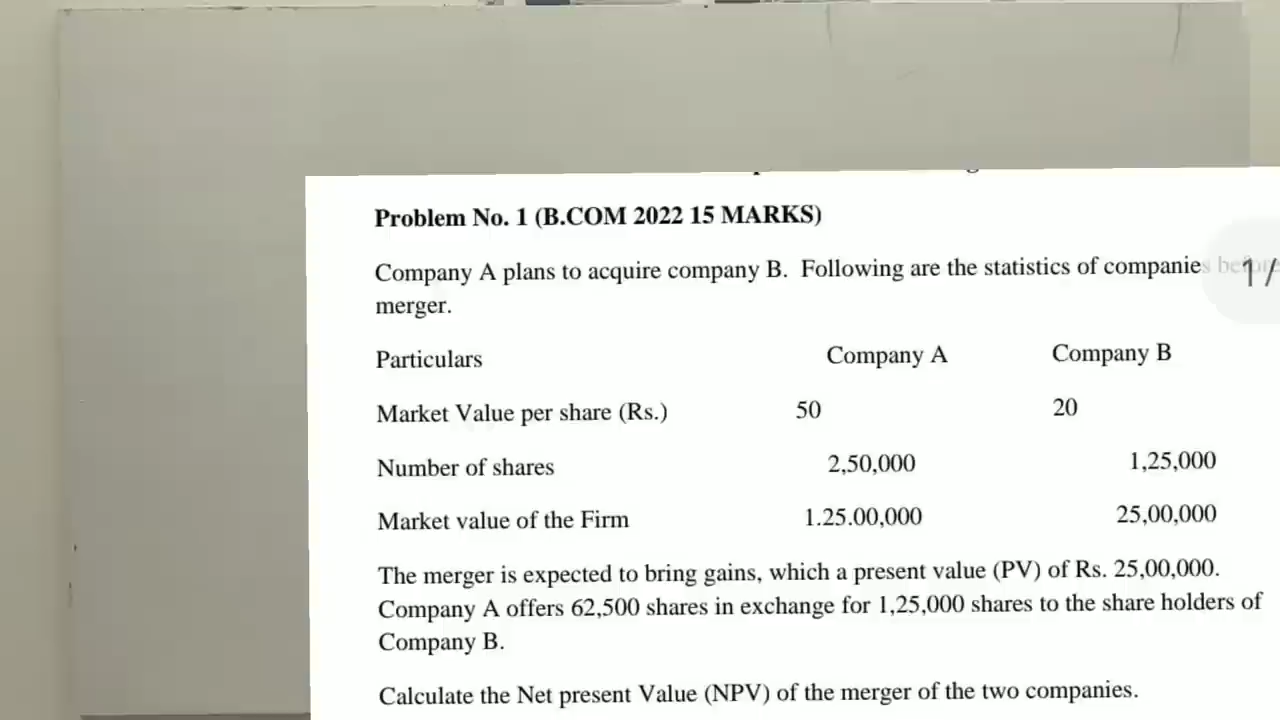 Problem No. 1 (B.COM 2022 15 MARKS)
Company A plans to acquire company B. Following are the statistics of companies before
merger.
1/
Particulars Company A Company B
Market Value per share (Rs.) 50 20
Number of shares 2,50,000 1,25,000
Market value of the Firm 1.25.00,000 25,00,000
The merger is expected to bring gains, which a present value (PV) of Rs. 25,00,000.
Company A offers 62,500 shares in exchange for 1,25,000 shares to the share holders of
Company B.
Calculate the Net present Value (NPV) of the merger of the two companies.